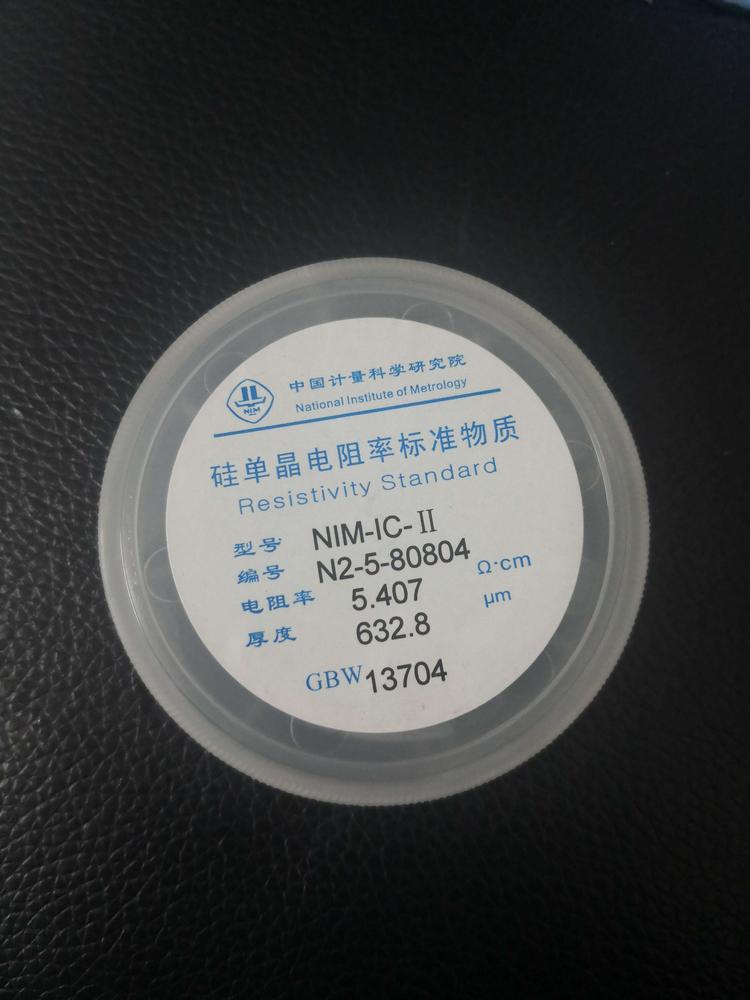 NIM
中国计量科学研究院
National Institute of Metrology
硅单晶电阻率标准物质
Resistivity Standard
型号 NIM-IC-Ⅱ
编号 N2-5-80804
电阻率 5.407 Ω·cm
厚度 632.8 μm
GBW 13704